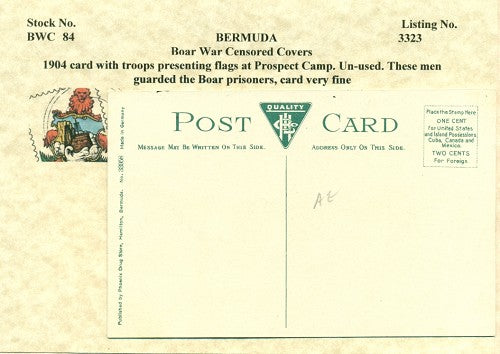 Stock No.
BWC 84
BERMUDA
Listing No.
3323
Boar War Censored Covers
1904 card with troops presenting flags at Prospect Camp. Un-used. These men
guarded the Boar prisoners, card very fine
POST CARD
QUALITY
MESSAGE MAY BE WRITTEN ON THIS SIDE.
ADDRESS ONLY ON THIS SIDE.
Place the Stamp Here
ONE CENT
For United States
and Island Possessions,
Cuba, Canada and
Mexico.
TWO CENTS
For Foreign
AE
Published by Phoenix Drug Store, Hamilton, Bermuda.
Made in Germany